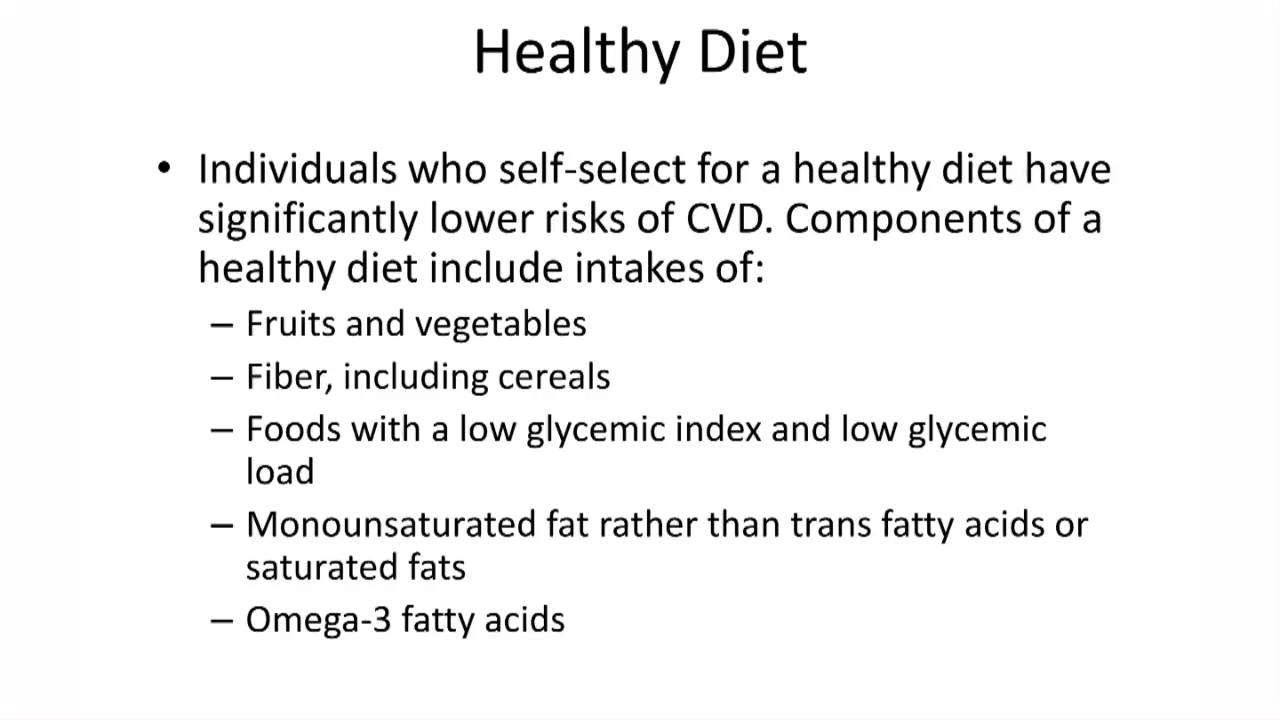 Healthy Diet
• Individuals who self-select for a healthy diet have
significantly lower risks of CVD. Components of a
healthy diet include intakes of:
– Fruits and vegetables
– Fiber, including cereals
– Foods with a low glycemic index and low glycemic
load
– Monounsaturated fat rather than trans fatty acids or
saturated fats
– Omega-3 fatty acids